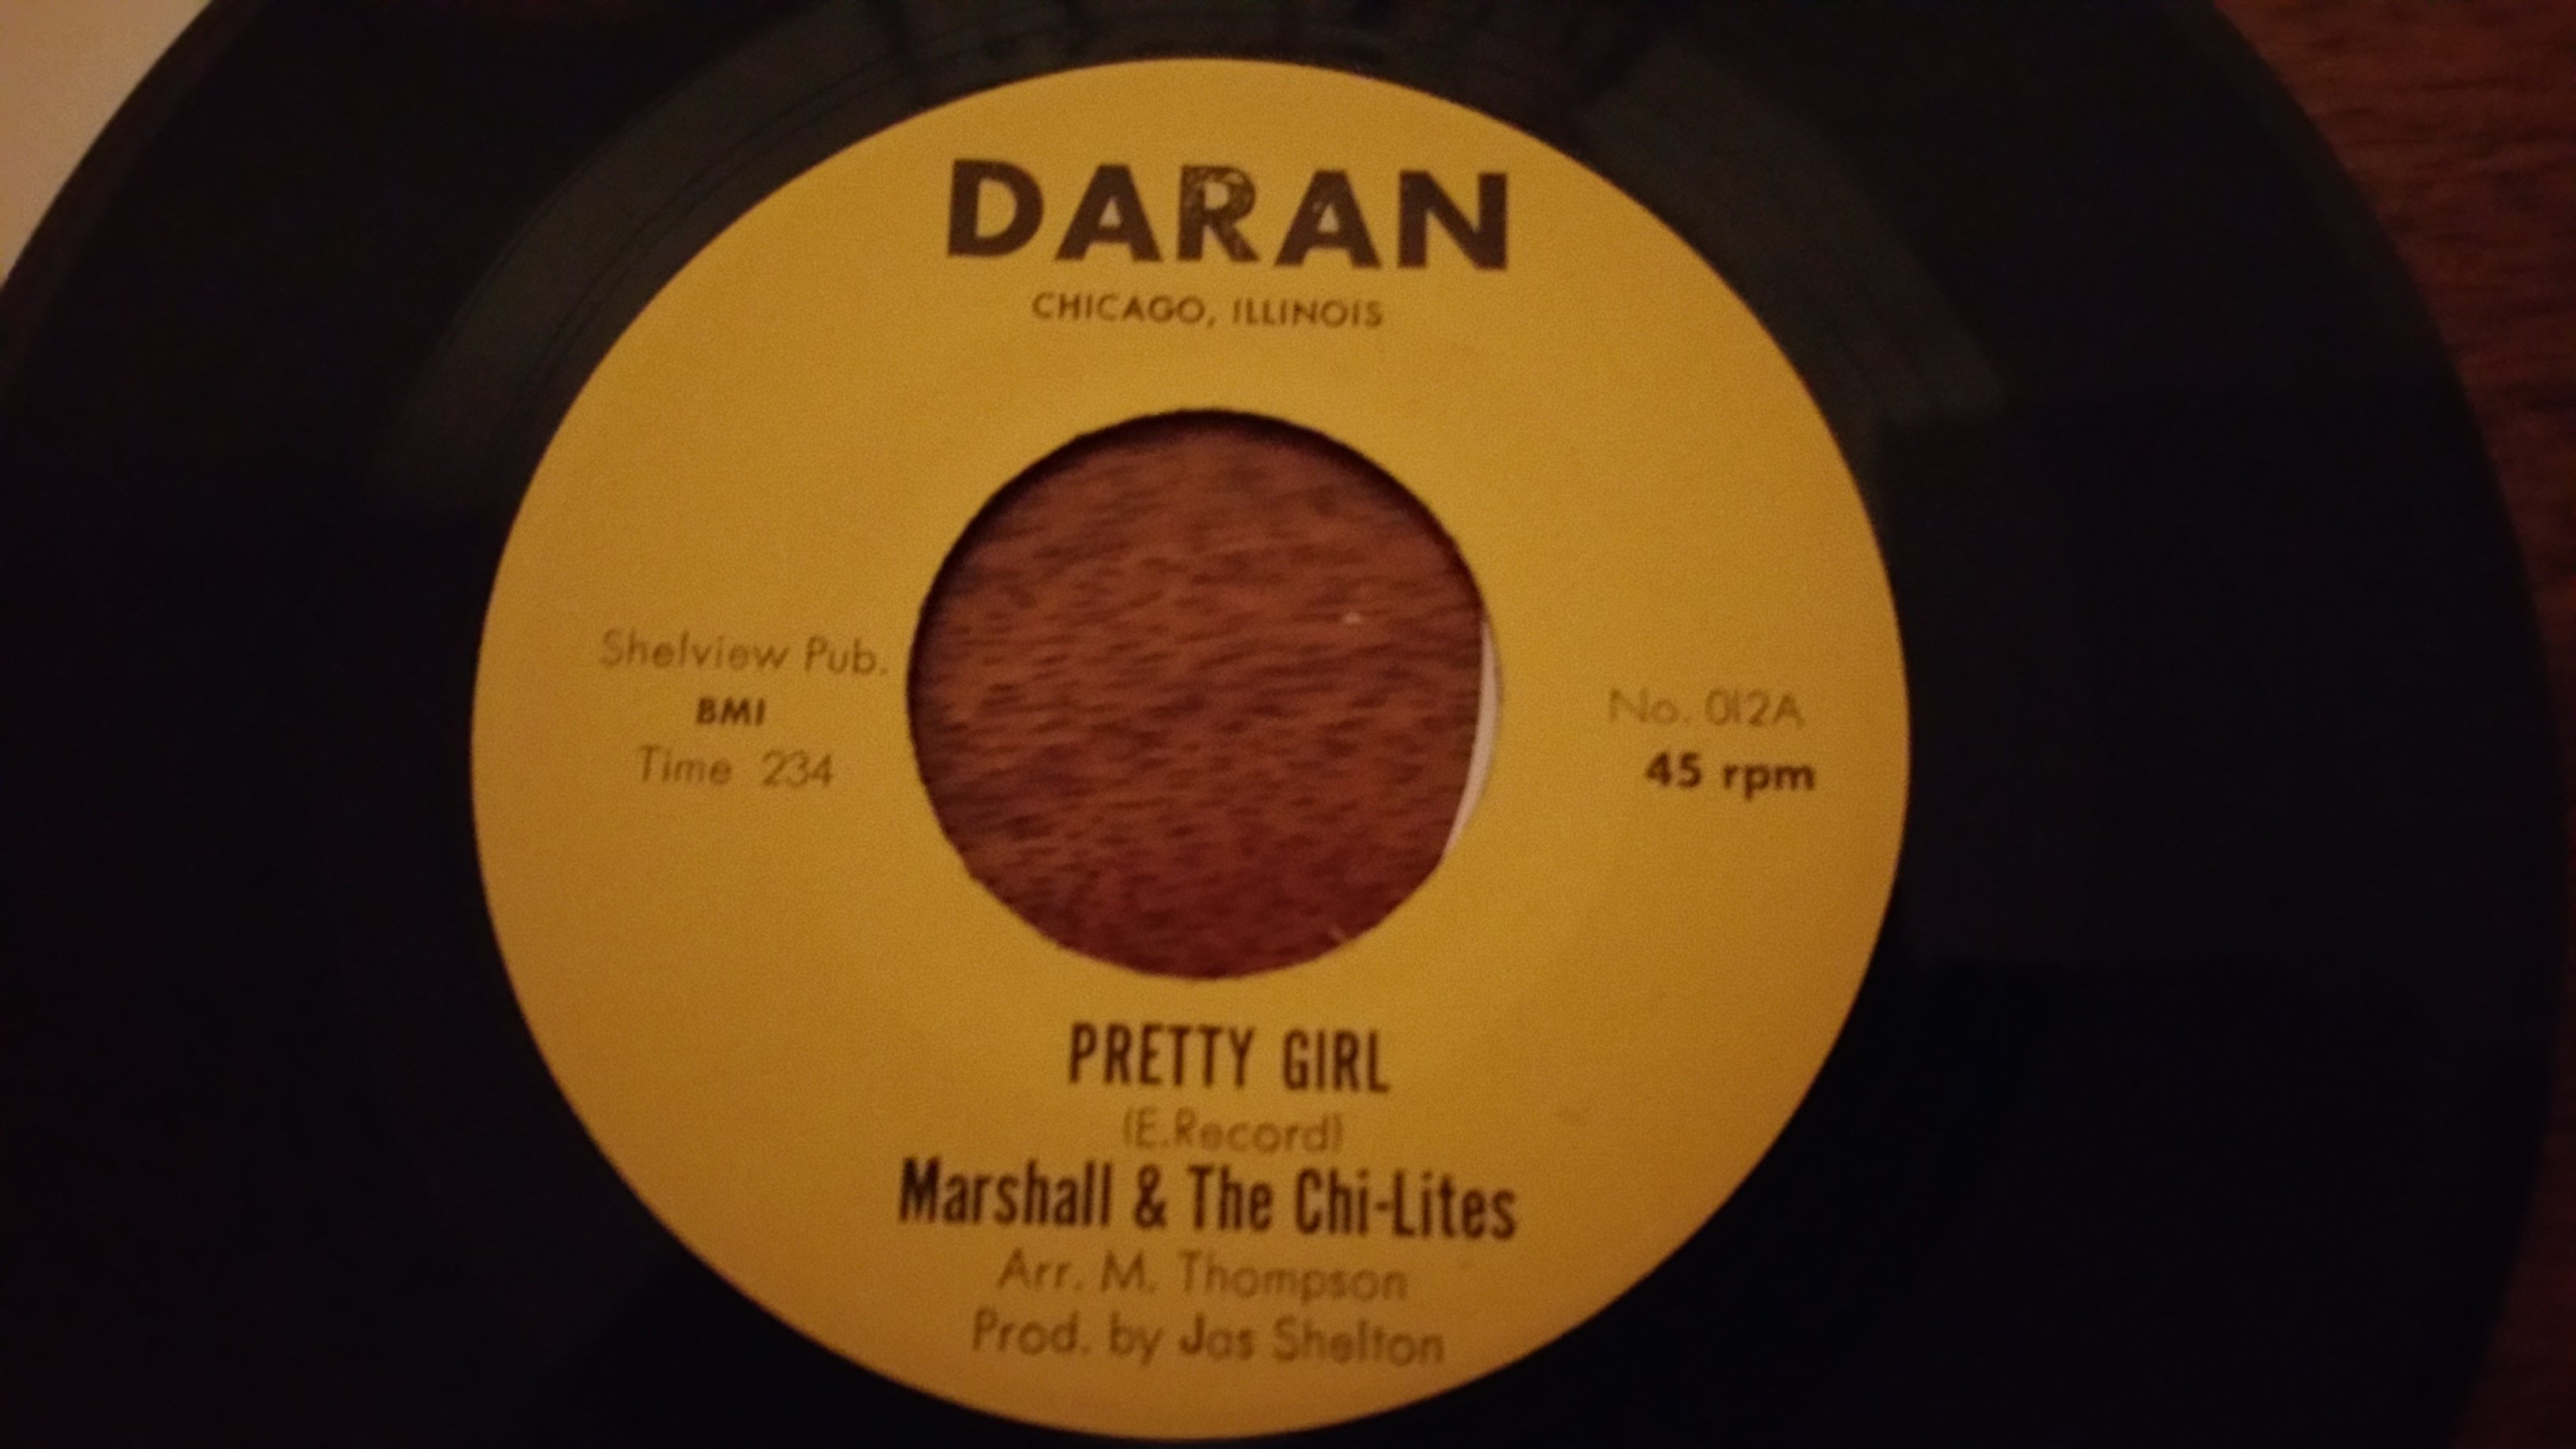 DARAN
CHICAGO, ILLINOIS
Shelview Pub.
BMI
Time 234
No. 012A
45 rpm
PRETTY GIRL
(E.Record)
Marshall & The Chi-Lites
Arr. M. Thompson
Prod. by Jas Shelton